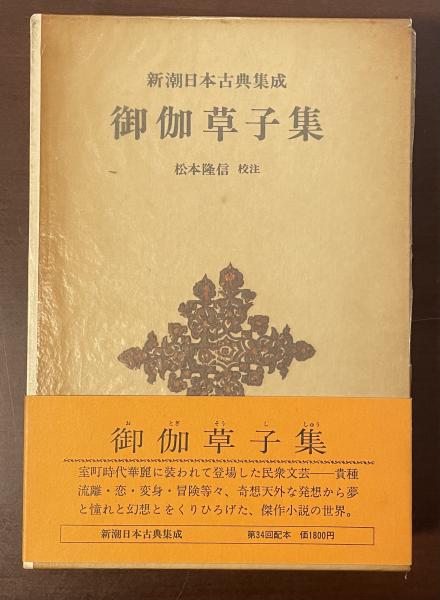 新潮日本古典集成
御伽草子集
松本隆信 校注
お とぎ そう し しゅう
御伽草子集
室町時代華麗に装われて登場した民衆文芸――貴種
流離・恋・変身・冒険等々、奇想天外な発想から夢
と憧れと幻想とをくりひろげた、傑作小説の世界。
新潮日本古典集成 第34回配本 価1800円